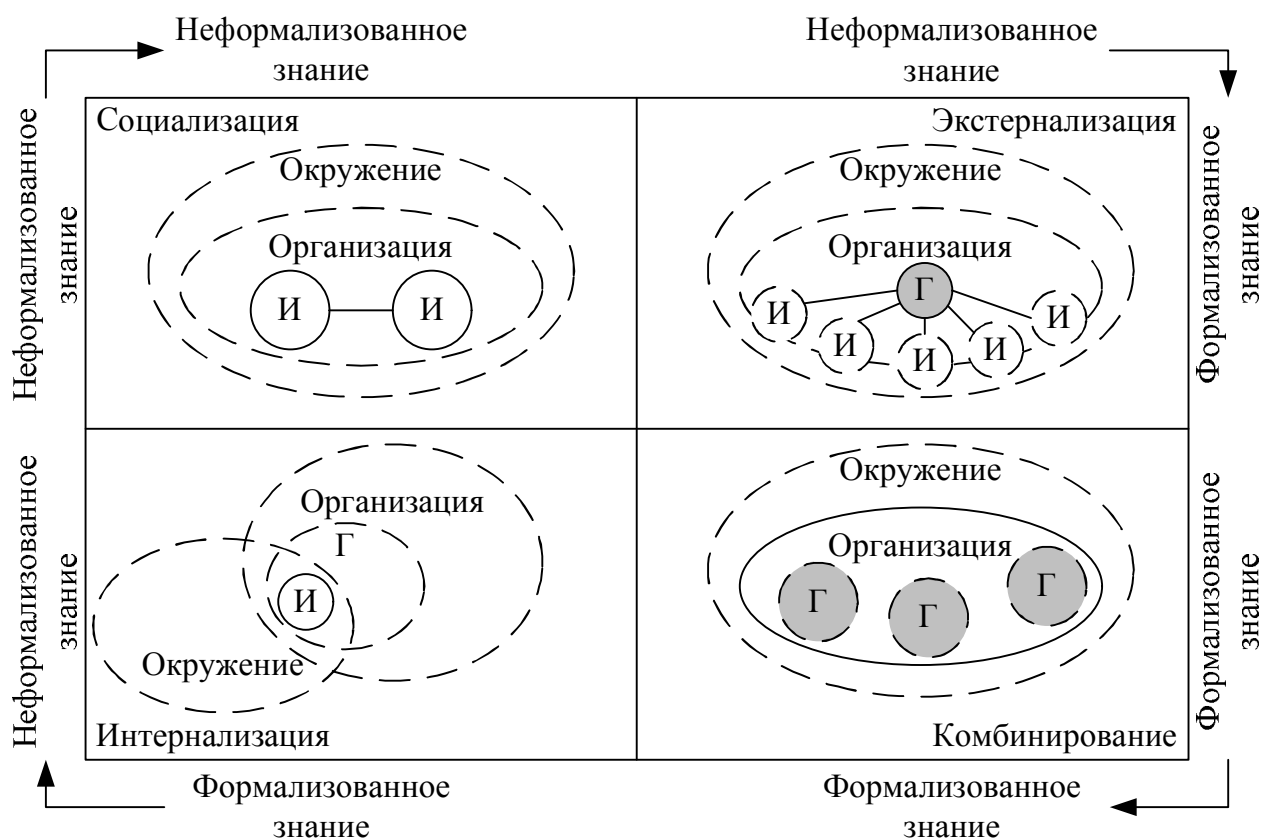 Неформализованное
знание
Неформализованное
знание
Неформализованное
знание
Формализованное
знание
Социализация
Окружение
Организация
И
И
Экстернализация
Окружение
Организация
Г
И
И
И
И
И
Неформализованное
знание
Формализованное
знание
Организация
Г
И
Окружение
Интернализация
Окружение
Организация
Г
Г
Г
Комбинирование
Формализованное
знание
Формализованное
знание